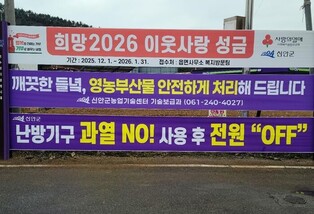 희망2026 이웃사랑 성금
기간 : 2025. 12. 1. ~ 2026. 1. 31. 접수처 : 읍면사무소 복지방문팀
사랑의열매
신안군
깨끗한 들녘, 영농부산물 안전하게 처리해 드립니다
신안군농업기술센터 기술보급과 (061-240-4027)
신안군
난방기구 과열 NO! 사용 후 전원 “OFF”